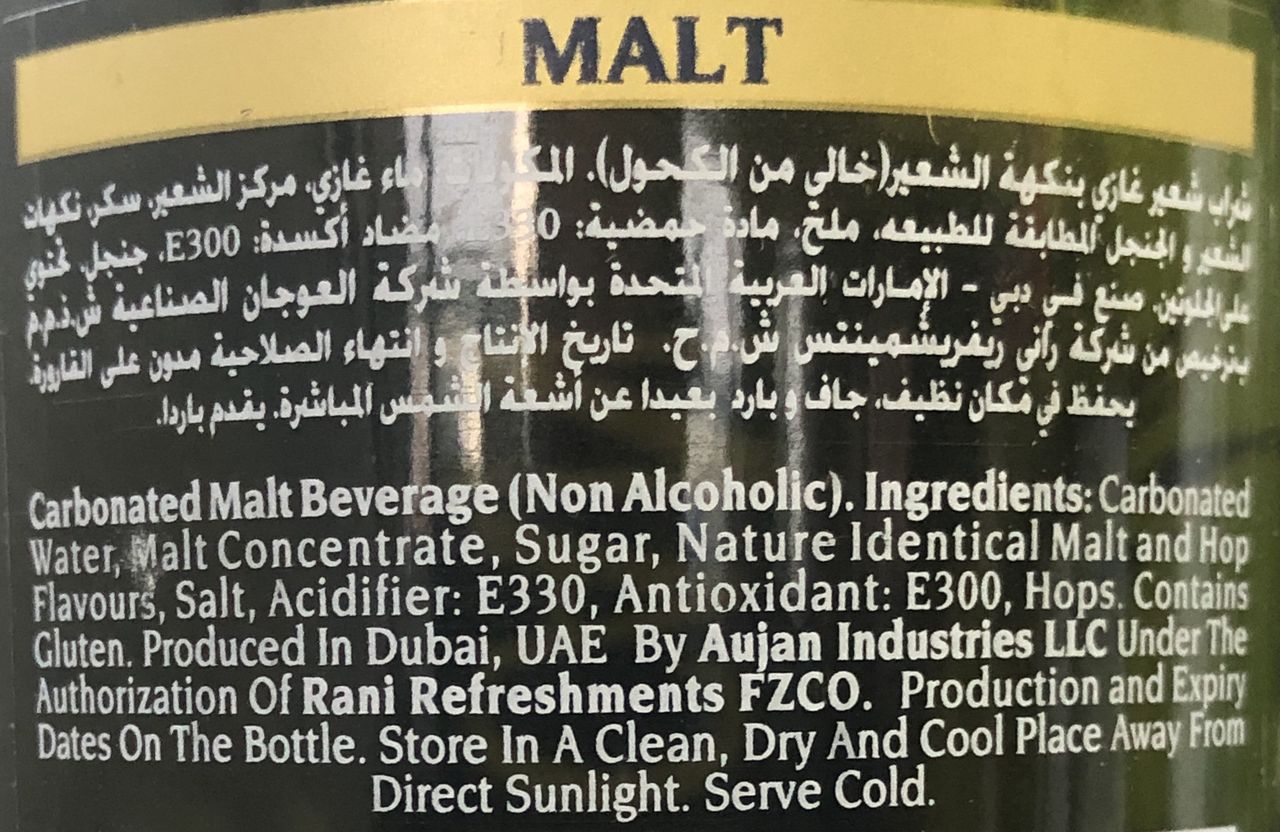 MALT
شراب شعير غازي بنكهة الشعير(خالي من الكحول). المكونات ماء غازي، مركز الشعير، سكر، نكهات
الشعير و الجنجل المطابقة للطبيعه، ملح، مادة حمضية: مضاد أكسدة: E300، جنجل. تحتوي
على الجلوتين. صنع في دبي - الإمارات العربية المتحدة بواسطة شركة العوجان الصناعية ش.ذ.م.م
بترخيص من شركة راني ريفريشمينتس ش.م.ح. تاريخ الأنتاج و انتهاء الصلاحية مدون على القارورة.
يحفظ في مكان نظيف، جاف و بارد بعيدا عن أشعة الشمس المباشرة. يقدم باردا.
Carbonated Malt Beverage (Non Alcoholic). Ingredients: Carbonated
Water, Malt Concentrate, Sugar, Nature Identical Malt and Hop
Flavours, Salt, Acidifier: E330, Antioxidant: E300, Hops. Contains
Gluten. Produced In Dubai, UAE By Aujan Industries LLC Under The
Authorization Of Rani Refreshments FZCO. Production and Expiry
Dates On The Bottle. Store In A Clean, Dry And Cool Place Away From
Direct Sunlight. Serve Cold.